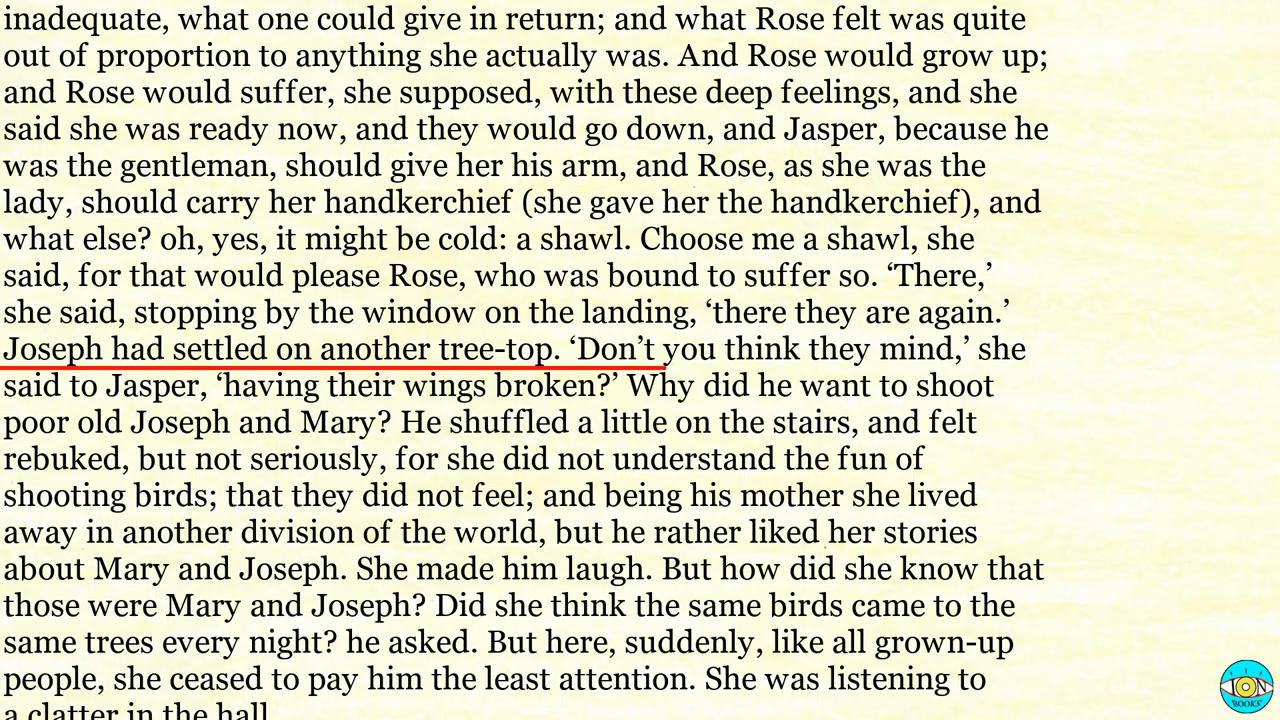 inadequate, what one could give in return; and what Rose felt was quite
out of proportion to anything she actually was. And Rose would grow up;
and Rose would suffer, she supposed, with these deep feelings, and she
said she was ready now, and they would go down, and Jasper, because he
was the gentleman, should give her his arm, and Rose, as she was the
lady, should carry her handkerchief (she gave her the handkerchief), and
what else? oh, yes, it might be cold: a shawl. Choose me a shawl, she
said, for that would please Rose, who was bound to suffer so. ‘There,’
she said, stopping by the window on the landing, ‘there they are again.’
Joseph had settled on another tree-top. ‘Don’t you think they mind,’ she
said to Jasper, ‘having their wings broken?’ Why did he want to shoot
poor old Joseph and Mary? He shuffled a little on the stairs, and felt
rebuked, but not seriously, for she did not understand the fun of
shooting birds; that they did not feel; and being his mother she lived
away in another division of the world, but he rather liked her stories
about Mary and Joseph. She made him laugh. But how did she know that
those were Mary and Joseph? Did she think the same birds came to the
same trees every night? he asked. But here, suddenly, like all grown-up
people, she ceased to pay him the least attention. She was listening to
a clatter in the hall.
ION
BOOKS